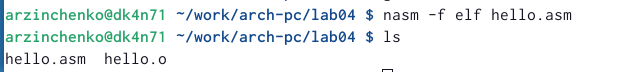 arzinchenko@dk4n71 ~/work/arch-pc/lab04 $ nasm -f elf hello.asm
arzinchenko@dk4n71 ~/work/arch-pc/lab04 $ ls
hello.asm  hello.o